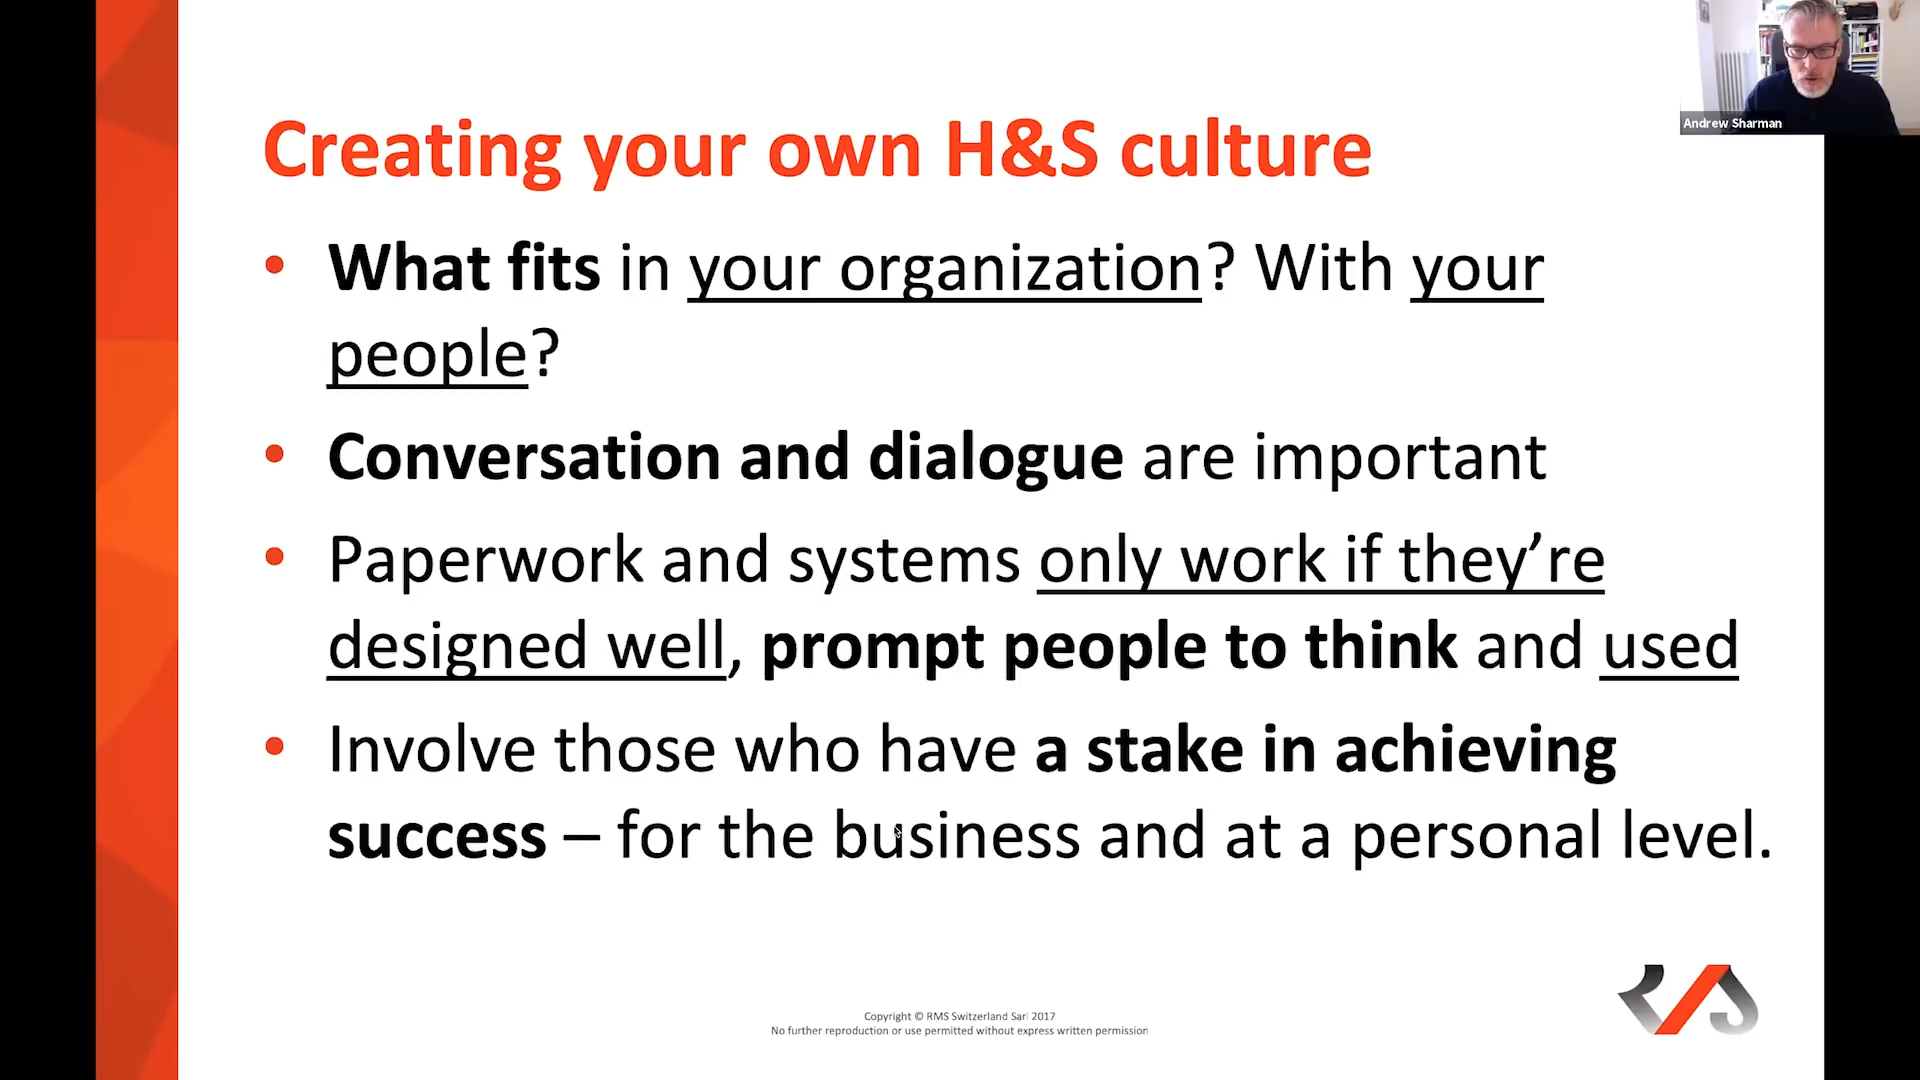 Andrew Sharman
Creating your own H&S culture
• What fits in your organization? With your
people?
• Conversation and dialogue are important
• Paperwork and systems only work if they’re
designed well, prompt people to think and used
• Involve those who have a stake in achieving
success – for the business and at a personal level.
Copyright © RMS Switzerland Sarl 2017
No further reproduction or use permitted without express written permission